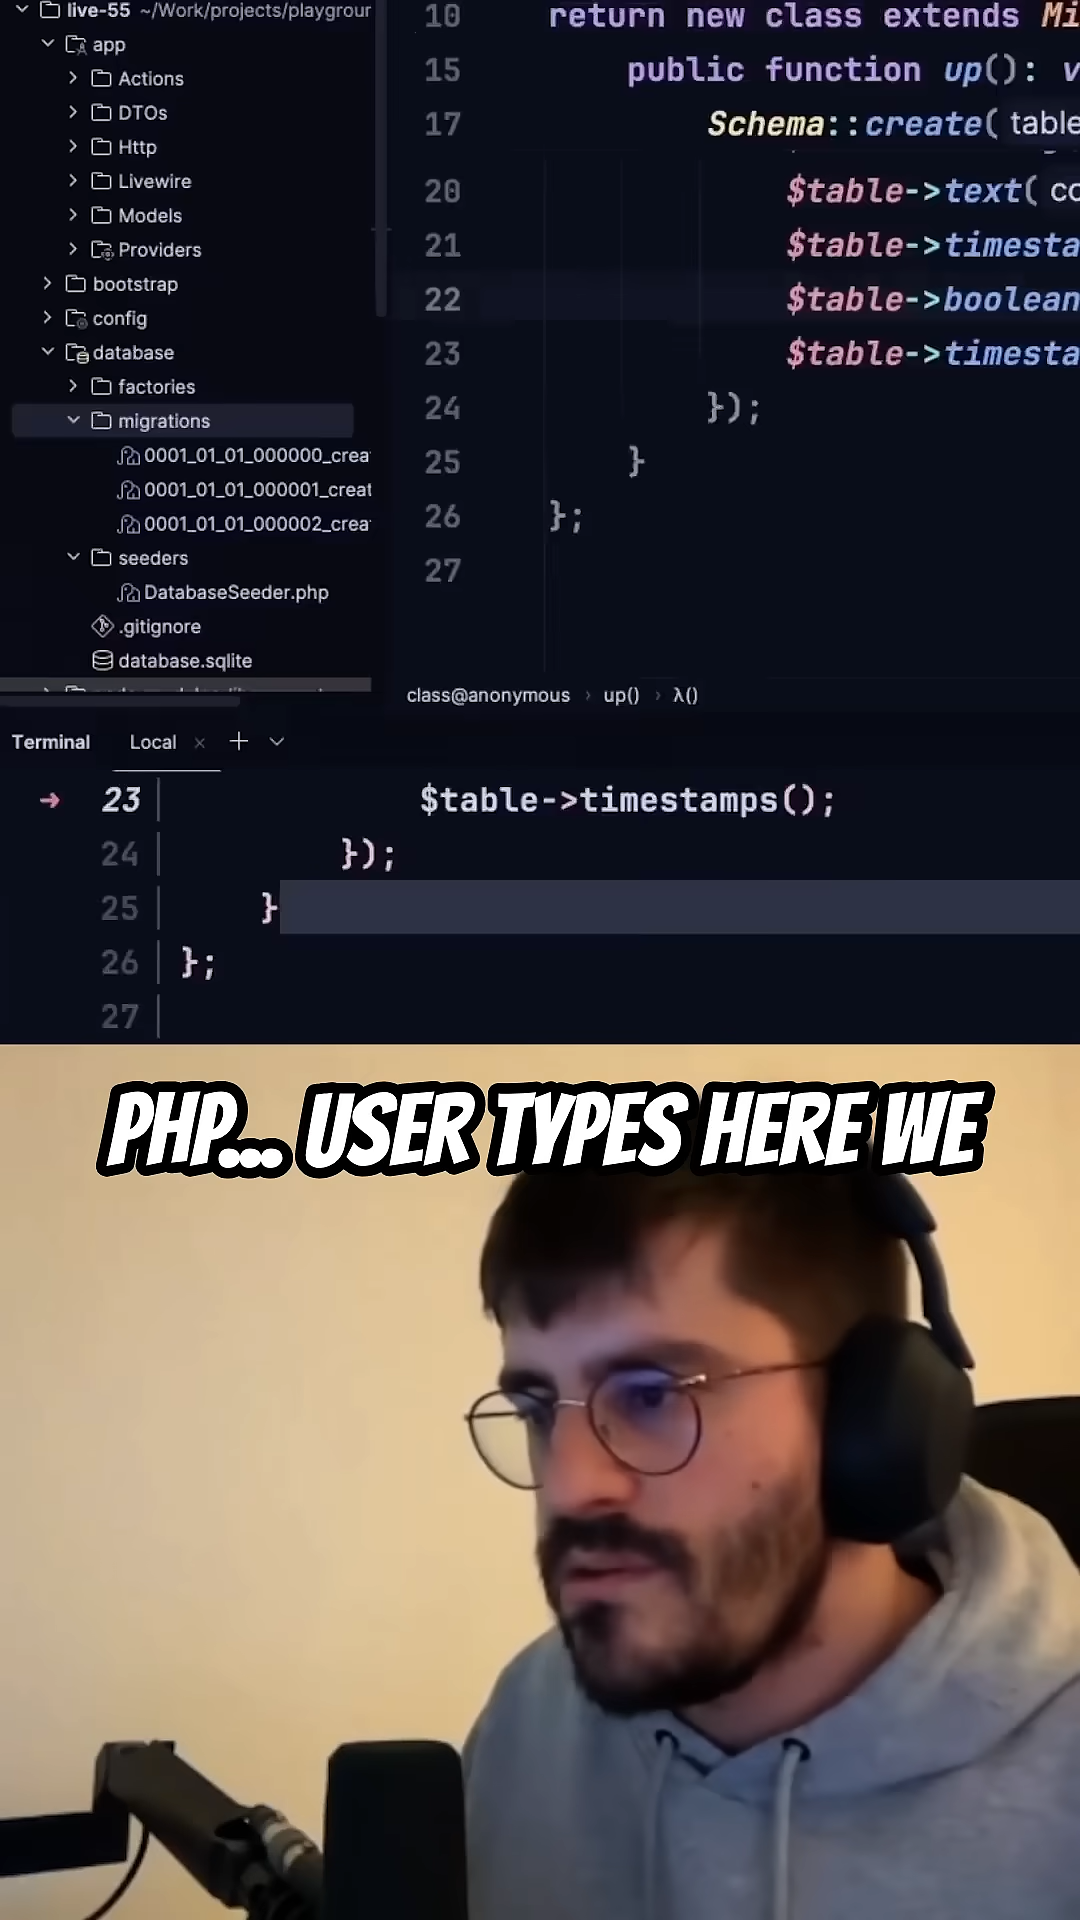 live-55 ~/Work/projects/playgrour
app
Actions
DTOs
Http
Livewire
Models
Providers
bootstrap
config
database
factories
migrations
0001_01_01_000000_crea
0001_01_01_000001_creat
0001_01_01_000002_crea
seeders
DatabaseSeeder.php
.gitignore
database.sqlite
10 return new class extends Mi
15 public function up(): v
17 Schema::create( table
20 $table->text( co
21 $table->timesta
22 $table->boolean
23 $table->timesta
24 });
25 }
26 };
27
class@anonymous › up() › λ()
Terminal Local × +
→ 23 $table->timestamps();
24 });
25 }
26 };
27
PHP... USER TYPES HERE WE